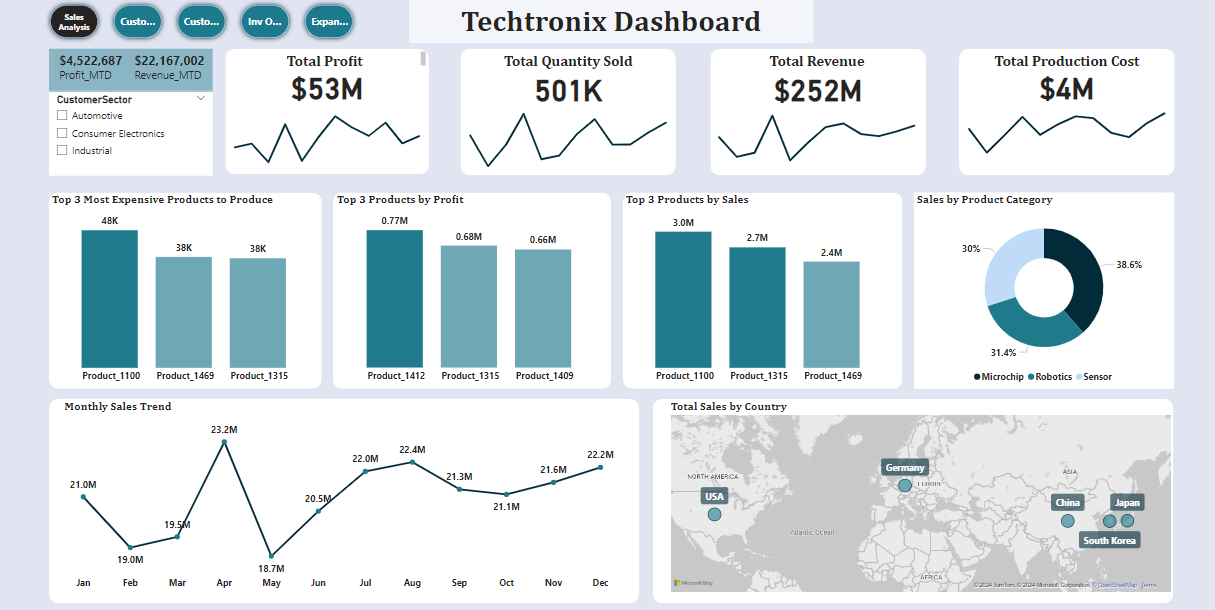 Sales Analysis
Custo...
Custo...
Inv O...
Expan...
Techtronix Dashboard
$4,522,687
Profit_MTD
$22,167,002
Revenue_MTD
CustomerSector
Automotive
Consumer Electronics
Industrial
Total Profit
$53M
Total Quantity Sold
501K
Total Revenue
$252M
Total Production Cost
$4M
Top 3 Most Expensive Products to Produce
48K
38K
38K
Product_1100
Product_1469
Product_1315
Top 3 Products by Profit
0.77M
0.68M
0.66M
Product_1412
Product_1315
Product_1409
Top 3 Products by Sales
3.0M
2.7M
2.4M
Product_1100
Product_1315
Product_1469
Sales by Product Category
30%
38.6%
31.4%
Microchip
Robotics
Sensor
Monthly Sales Trend
21.0M
19.0M
19.5M
23.2M
18.7M
20.5M
22.0M
22.4M
21.3M
21.1M
21.6M
22.2M
Jan
Feb
Mar
Apr
May
Jun
Jul
Aug
Sep
Oct
Nov
Dec
Total Sales by Country
NORTH AMERICA
USA
Germany
EUROPE
ASIA
China
Japan
South Korea
Atlantic Ocean
AFRICA
Microsoft Bing
© 2024 TomTom, © 2024 Microsoft Corporation, © OpenStreetMap Terms